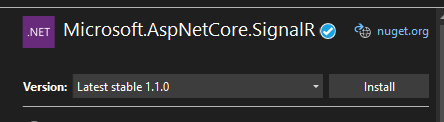 .NET Microsoft.AspNetCore.SignalR nuget.org
Version: Latest stable 1.1.0 Install